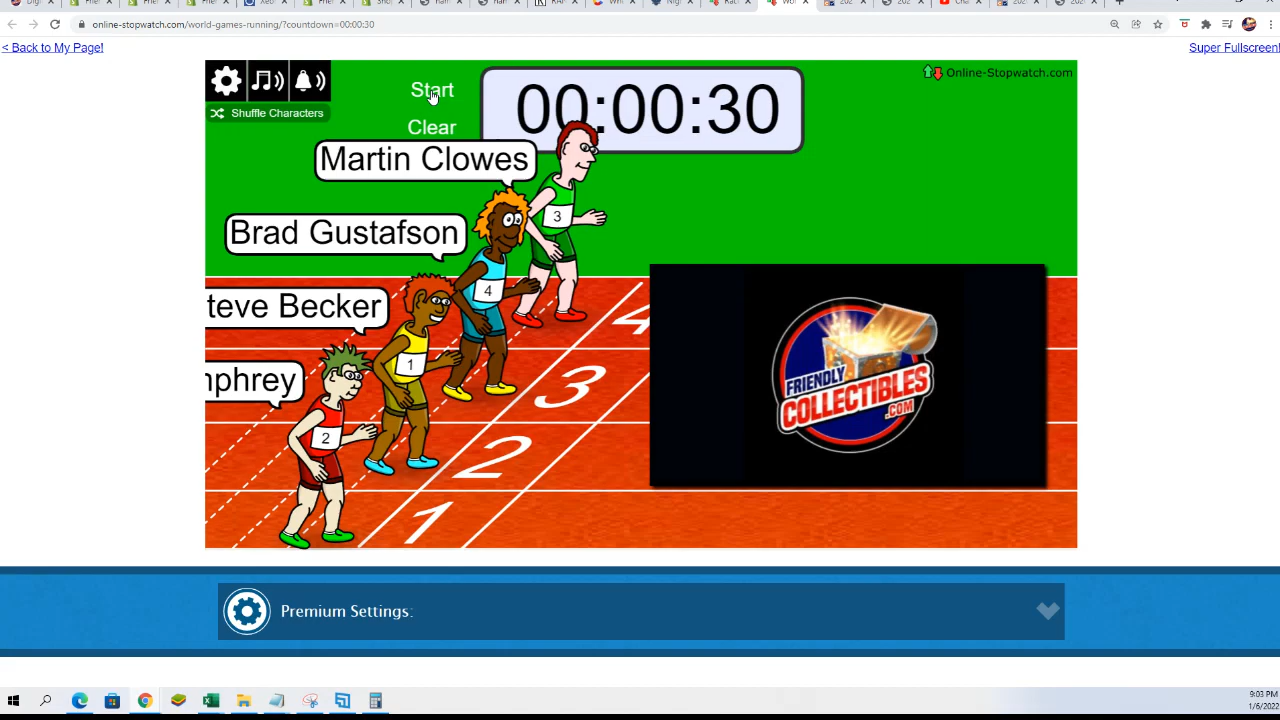 online-stopwatch.com/world-games-running/?countdown=00:00:30
< Back to My Page!
Super Fullscreen!
Start
00:00:30
Online-Stopwatch.com
Shuffle Characters
Clear
Martin Clowes
3
Brad Gustafson
4
teve Becker
1
mphrey
2
4
3
2
1
FRIENDLY
COLLECTIBLES
.COM
Premium Settings:
9:03 PM
1/6/2022